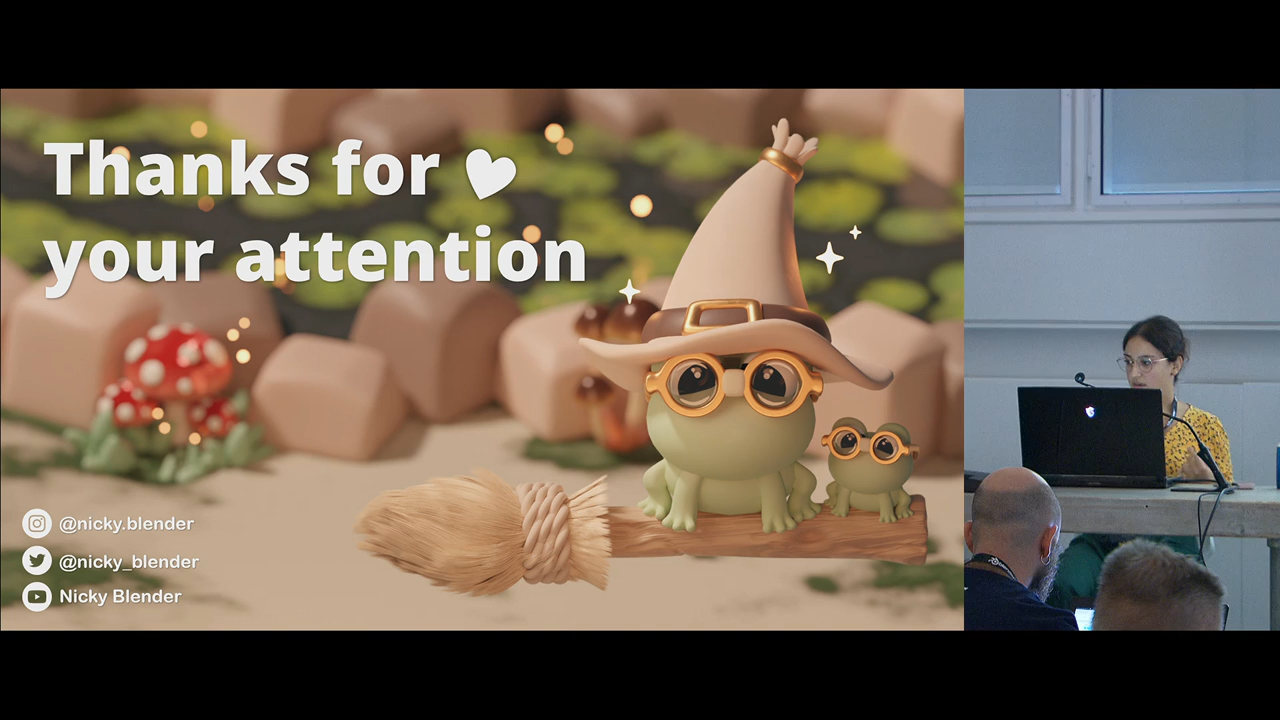 Thanks for
your attention
@nicky.blender
@nicky_blender
Nicky Blender